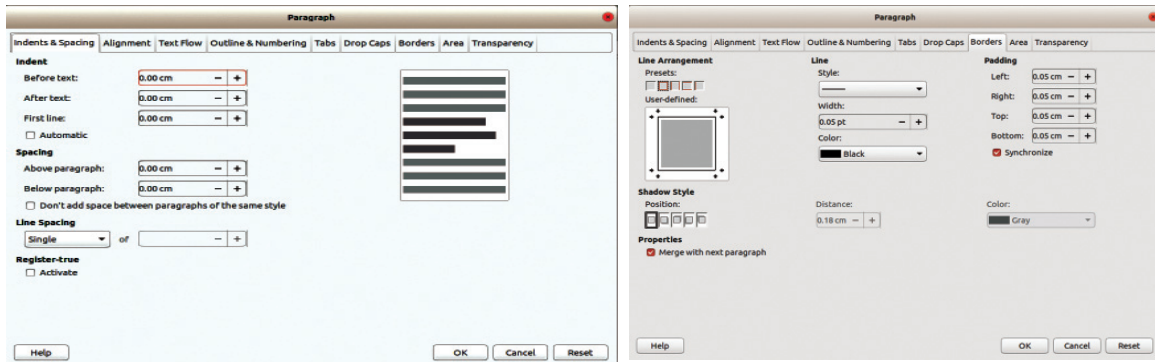 Paragraph
Indents & Spacing Alignment Text Flow Outline & Numbering Tabs Drop Caps Borders Area Transparency
Indent
Before text: 0.00 cm − +
After text: 0.00 cm − +
First line: 0.00 cm − +
Automatic
Spacing
Above paragraph: 0.00 cm − +
Below paragraph: 0.00 cm − +
Don't add space between paragraphs of the same style
Line Spacing
Single of − +
Register-true
Activate
Help OK Cancel Reset
Paragraph
Indents & Spacing Alignment Text Flow Outline & Numbering Tabs Drop Caps Borders Area Transparency
Line Arrangement
Presets:
User-defined:
Line
Style:
Width:
0.05 pt − +
Color:
Black
Padding
Left: 0.05 cm − +
Right: 0.05 cm − +
Top: 0.05 cm − +
Bottom: 0.05 cm − +
Synchronize
Shadow Style
Position:
Distance:
0.18 cm − +
Color:
Gray
Properties
Merge with next paragraph
Help OK Cancel Reset